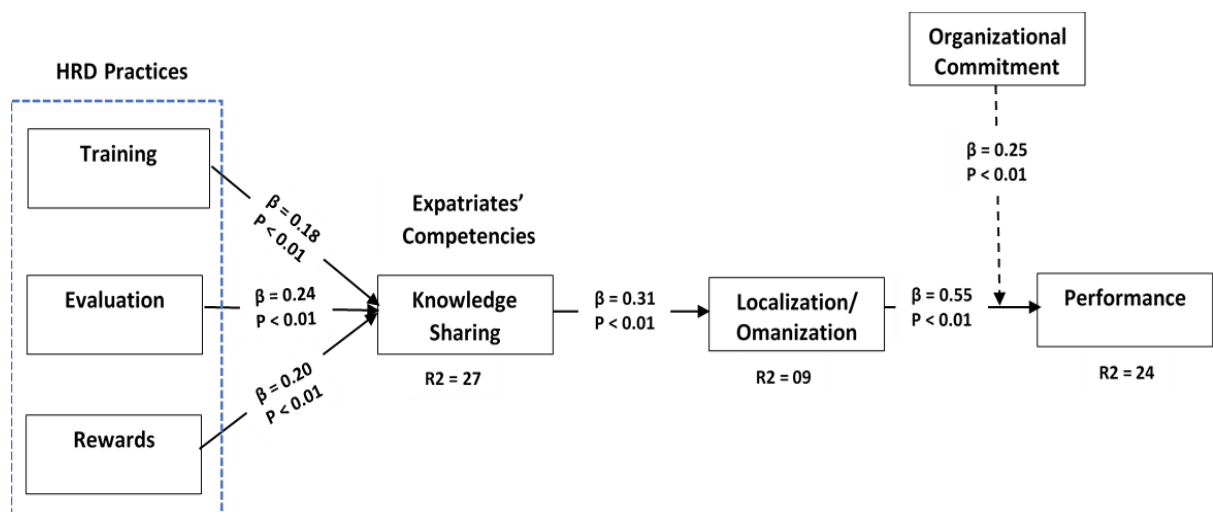 Organizational
Commitment
HRD Practices
Training
β = 0.25
P < 0.01
β = 0.18
P < 0.01
Expatriates’
Competencies
Evaluation
β = 0.24
P < 0.01
Knowledge
Sharing
β = 0.31
P < 0.01
Localization/
Omanization
β = 0.55
P < 0.01
Performance
R2 = 27
R2 = 09
R2 = 24
β = 0.20
P < 0.01
Rewards